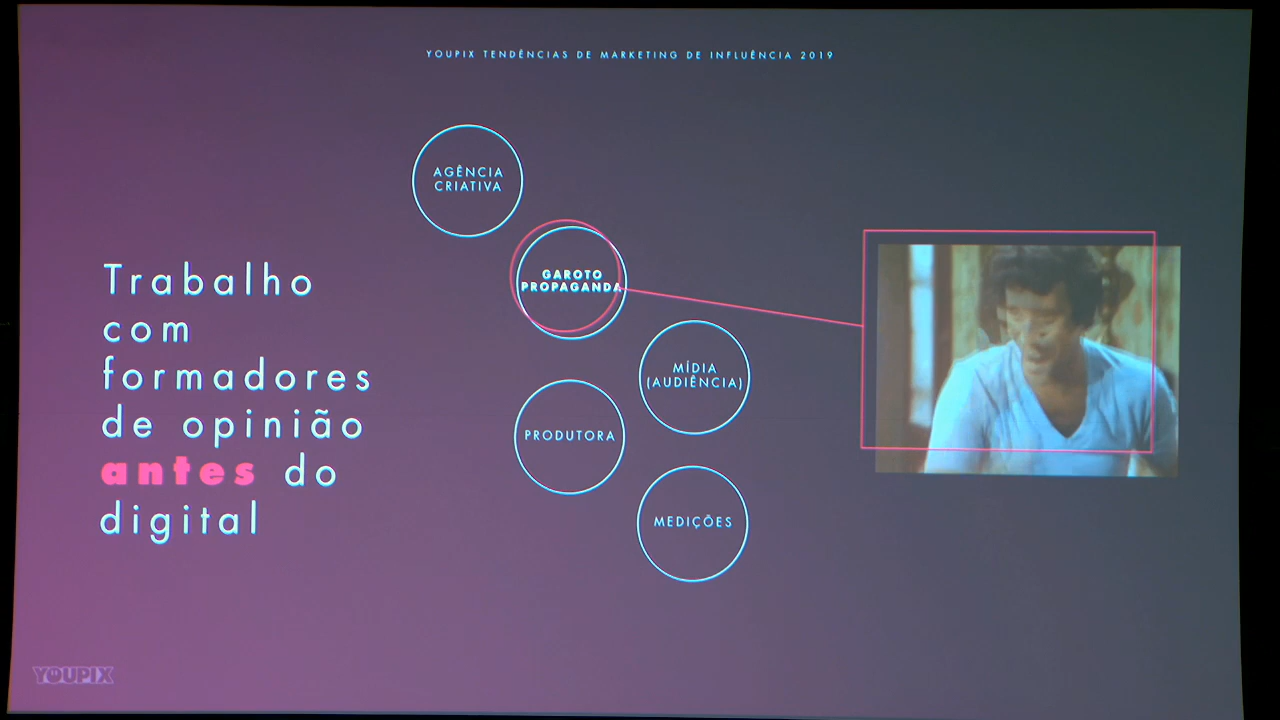 YOUPIX TENDÊNCIAS DE MARKETING DE INFLUÊNCIA 2019
AGÊNCIA
CRIATIVA
GAROTO
PROPAGANDA
MÍDIA
(AUDIÊNCIA)
PRODUTORA
MEDIÇÕES
Trabalho
com
formadores
de opinião
antes do
digital
YOUPIX